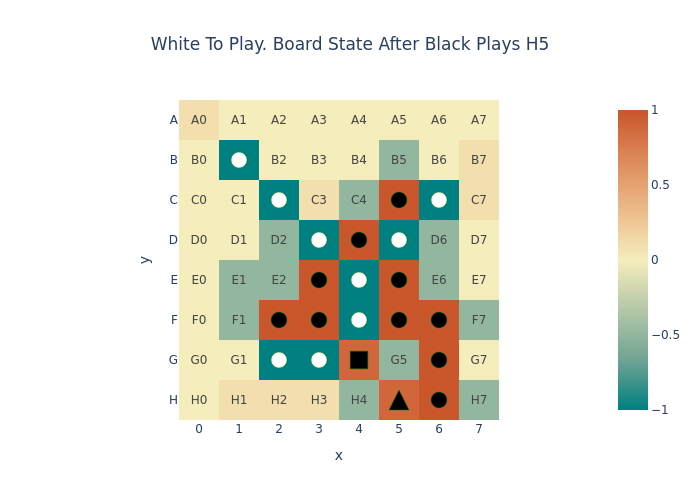 White To Play. Board State After Black Plays H5
A A0 A1 A2 A3 A4 A5 A6 A7
B B0 B2 B3 B4 B5 B6 B7
C C0 C1 C3 C4 C7
D D0 D1 D2 D6 D7
E E0 E1 E2 E6 E7
F F0 F1 F7
G G0 G1 G5 G7
H H0 H1 H2 H3 H4 H7
0 1 2 3 4 5 6 7
x
y
1
0.5
0
−0.5
−1